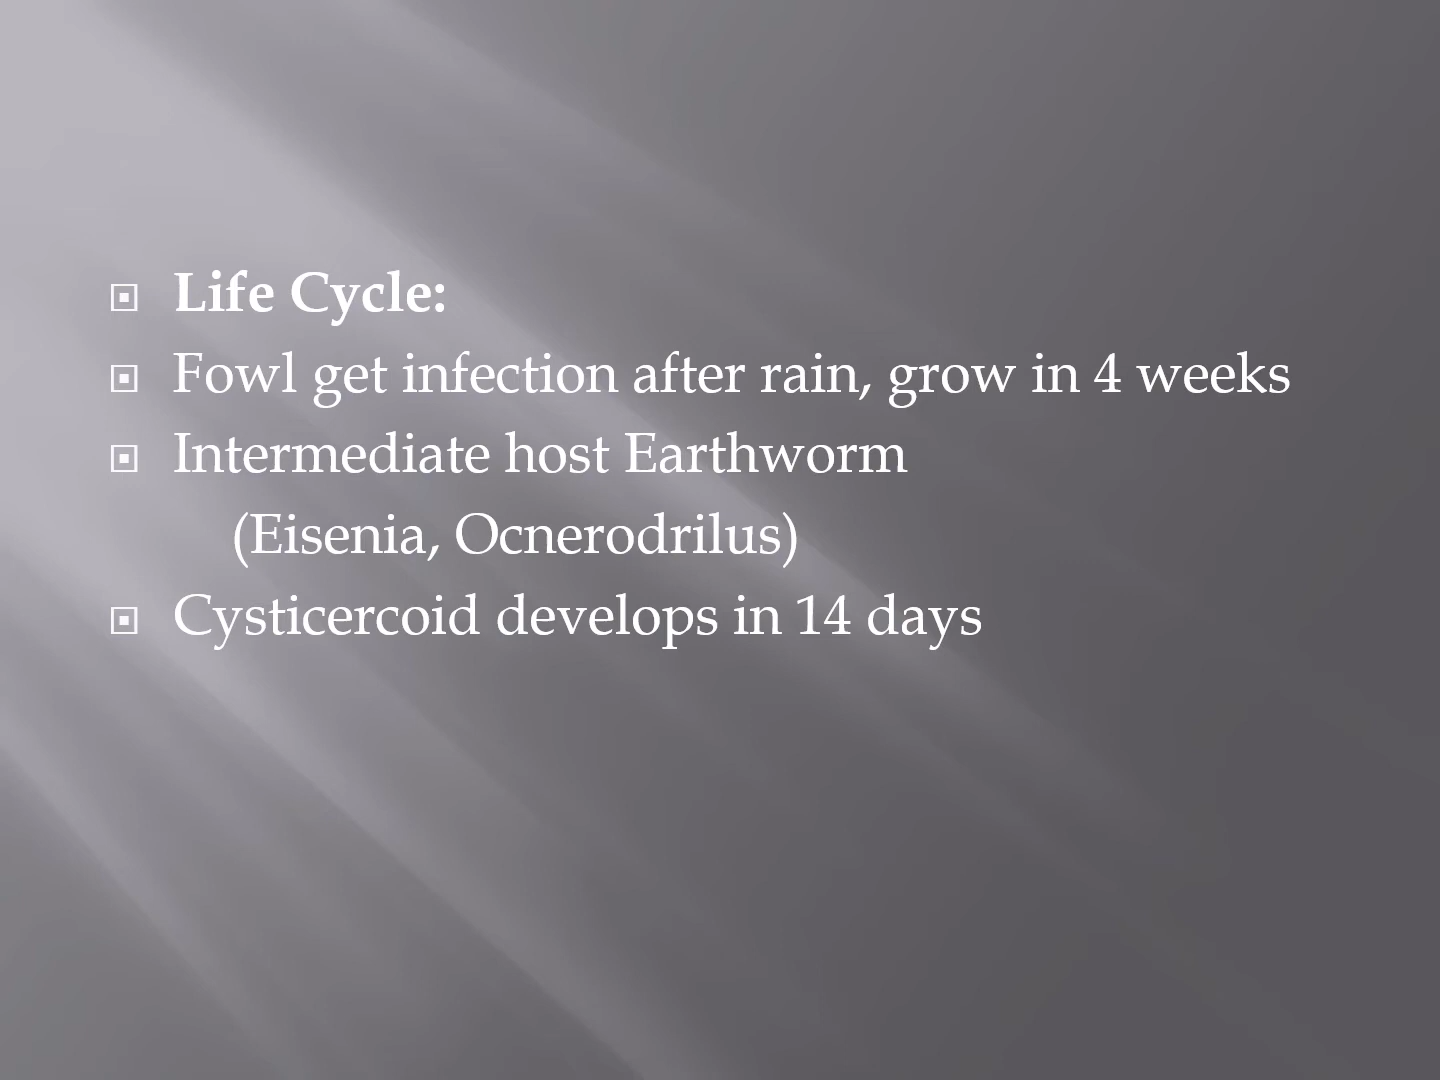 Life Cycle:
Fowl get infection after rain, grow in 4 weeks
Intermediate host Earthworm
(Eisenia, Ocnerodrilus)
Cysticercoid develops in 14 days